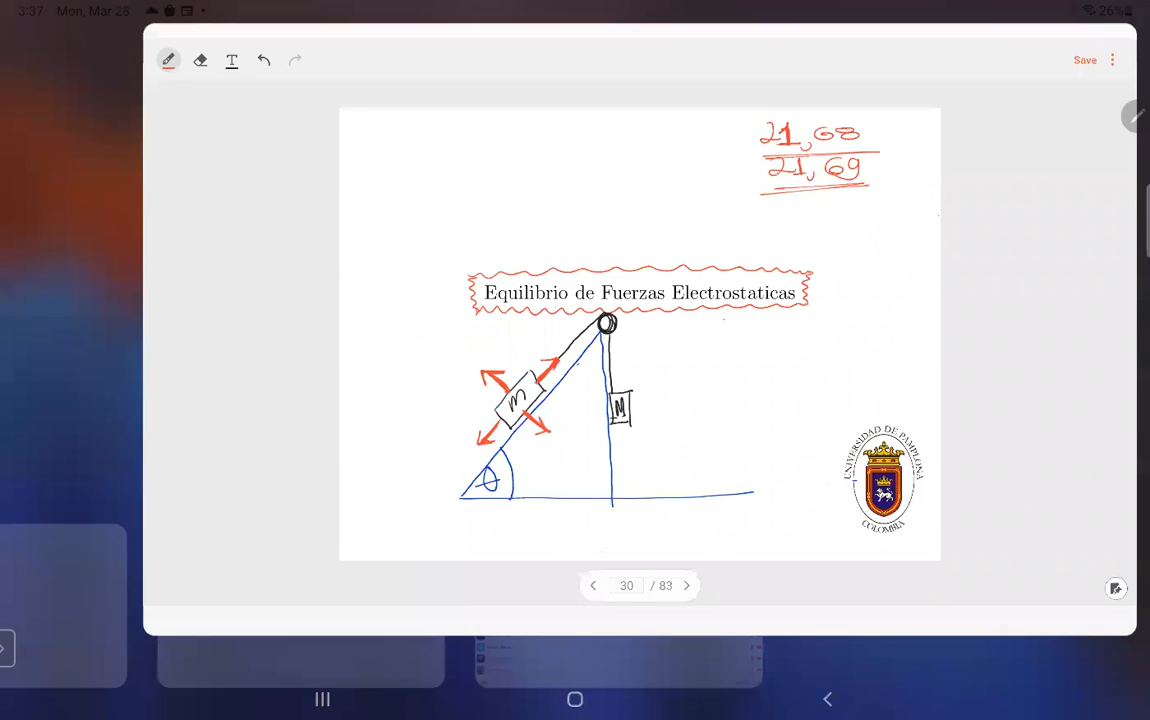 3:37 Mon, Mar 28
26%
T
Save
21,68
21,69
Equilibrio de Fuerzas Electrostaticas
m
M
θ
UNIVERSIDAD DE PAMPLONA
COLOMBIA
30 / 83